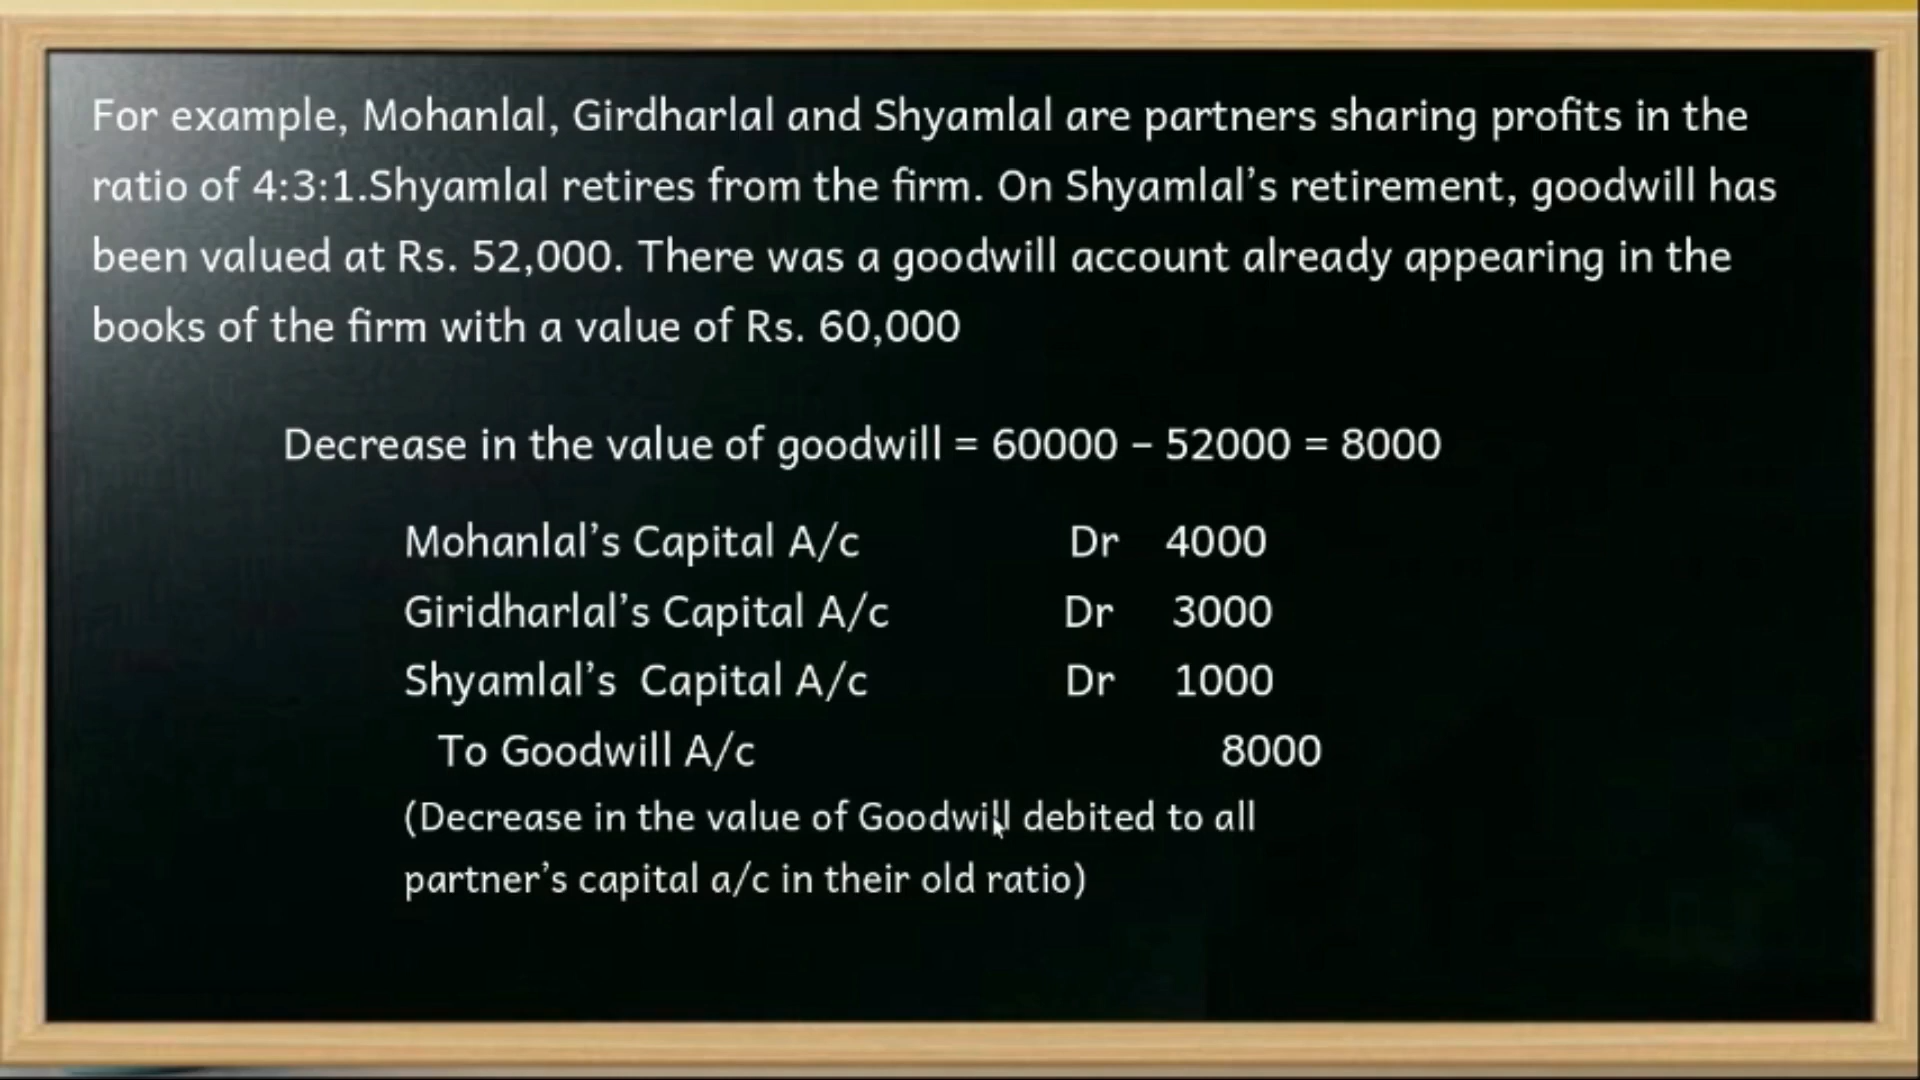 For example, Mohanlal, Girdharlal and Shyamlal are partners sharing profits in the
ratio of 4:3:1.Shyamlal retires from the firm. On Shyamlal’s retirement, goodwill has
been valued at Rs. 52,000. There was a goodwill account already appearing in the
books of the firm with a value of Rs. 60,000
Decrease in the value of goodwill = 60000 – 52000 = 8000
Mohanlal’s Capital A/c Dr 4000
Giridharlal’s Capital A/c Dr 3000
Shyamlal’s Capital A/c Dr 1000
To Goodwill A/c 8000
(Decrease in the value of Goodwill debited to all
partner’s capital a/c in their old ratio)